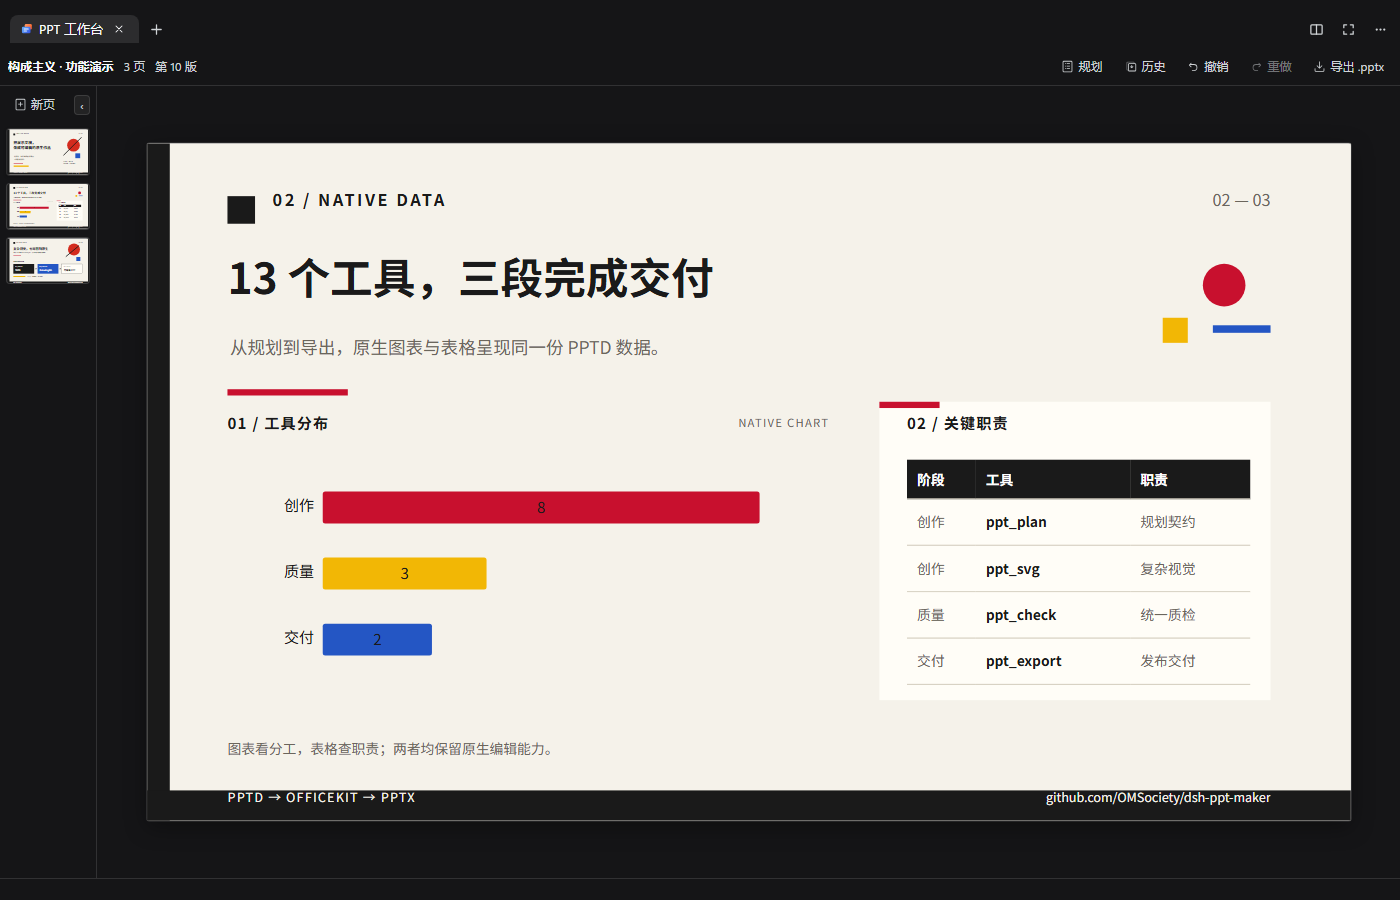 PPT 工作台
构成主义 · 功能演示 3 页 第 10 版
规划 历史 撤销 重做 导出 .pptx
新页
02 / NATIVE DATA
02 — 03
13 个工具，三段完成交付
从规划到导出，原生图表与表格呈现同一份 PPTD 数据。
01 / 工具分布
NATIVE CHART
创作 8
质量 3
交付 2
02 / 关键职责
阶段 工具 职责
创作 ppt_plan 规划契约
创作 ppt_svg 复杂视觉
质量 ppt_check 统一质检
交付 ppt_export 发布交付
图表看分工，表格查职责；两者均保留原生编辑能力。
PPTD → OFFICEKIT → PPTX
github.com/OMSociety/dsh-ppt-maker